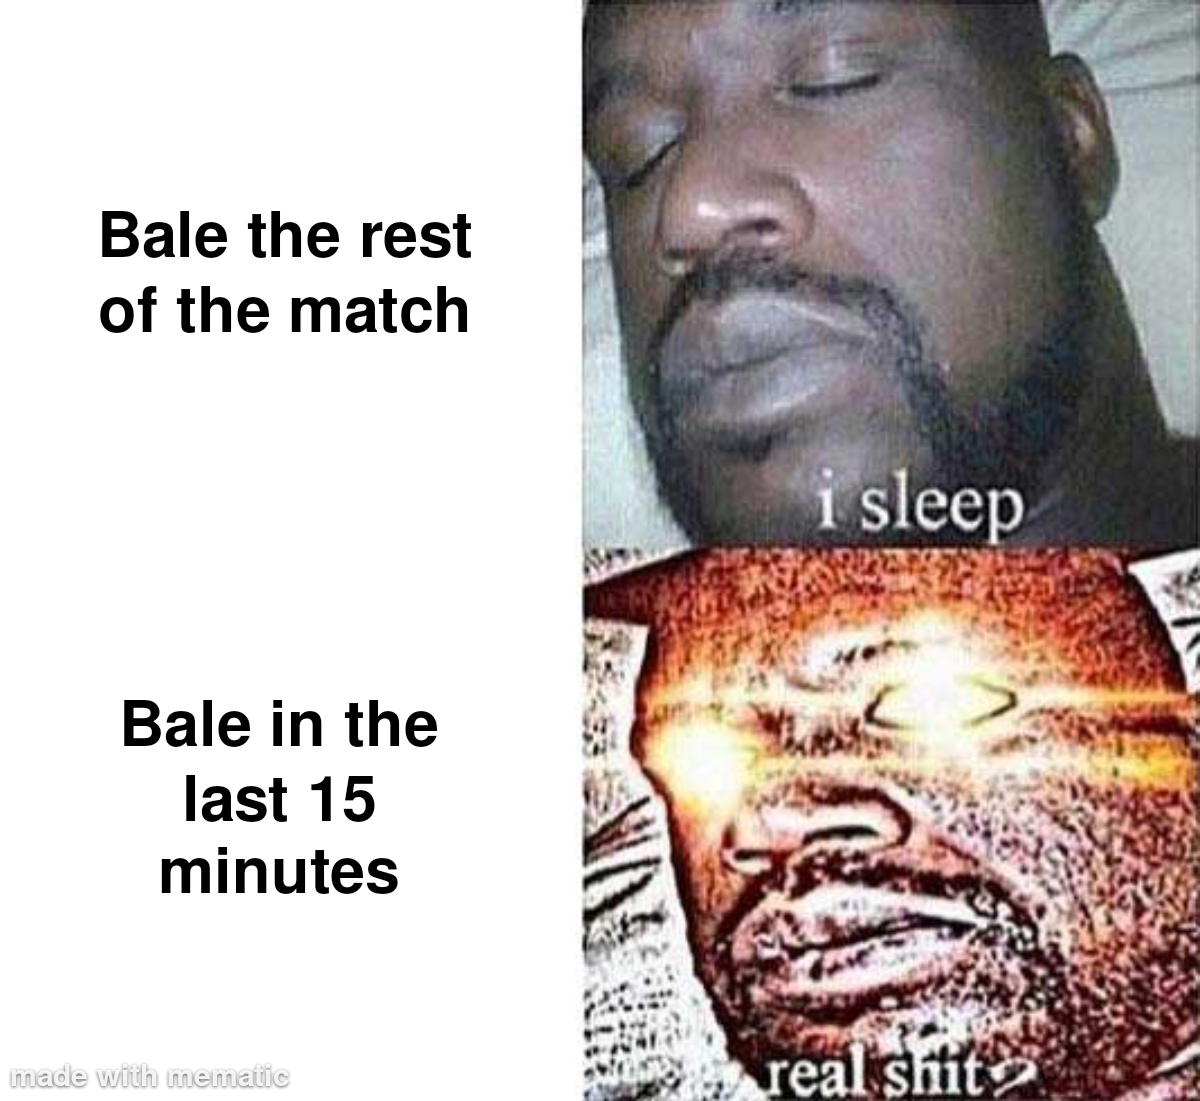 Bale the rest
of the match
i sleep
Bale in the
last 15
minutes
real shit?
made with mematic